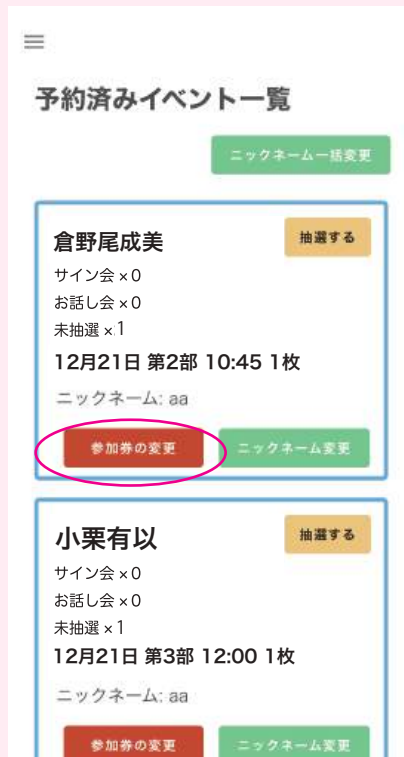 予約済みイベント一覧
ニックネーム一括変更
倉野尾成美
抽選する
サイン会×0
お話し会×0
未抽選×1
12月21日 第2部 10:45 1枚
ニックネーム: aa
参加券の変更
ニックネーム変更
小栗有以
抽選する
サイン会×0
お話し会×0
未抽選×1
12月21日 第3部 12:00 1枚
ニックネーム: aa
参加券の変更
ニックネーム変更